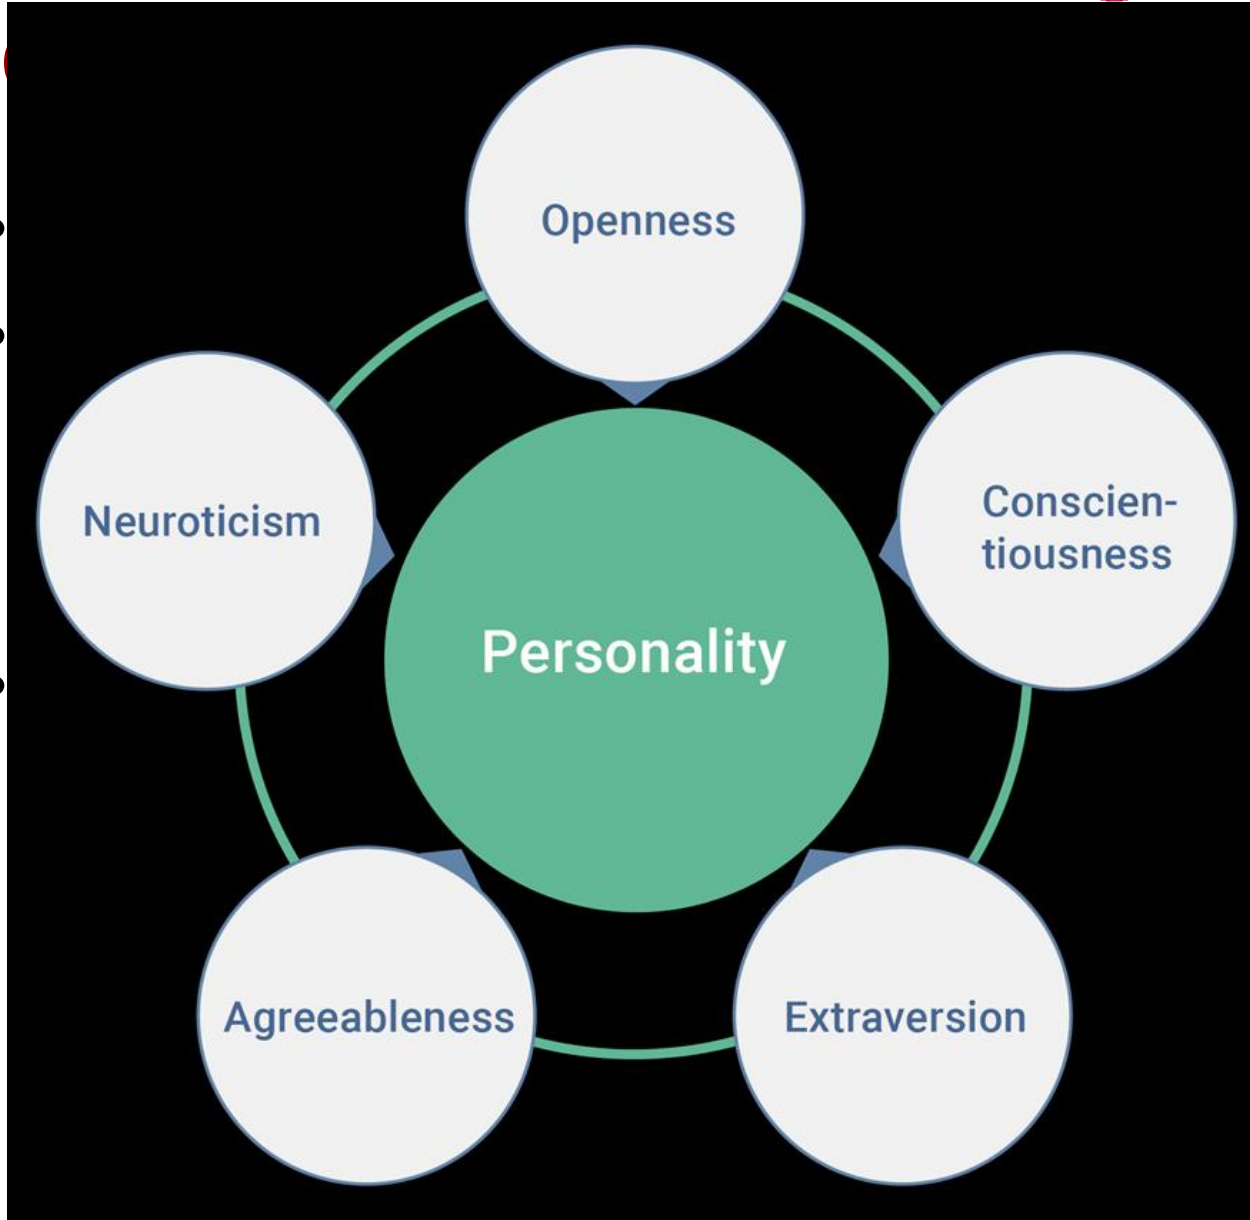 Openness
Neuroticism
Conscien-
tiousness
Personality
Agreeableness
Extraversion